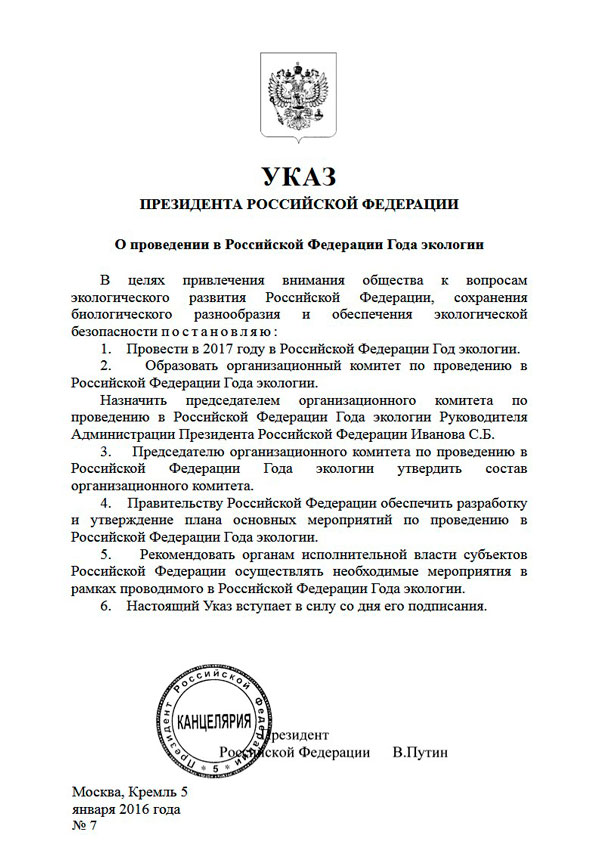 УКАЗ
ПРЕЗИДЕНТА РОССИЙСКОЙ ФЕДЕРАЦИИ
О проведении в Российской Федерации Года экологии
В целях привлечения внимания общества к вопросам
экологического развития Российской Федерации, сохранения
биологического разнообразия и обеспечения экологической
безопасности п о с т а н о в л я ю :
1. Провести в 2017 году в Российской Федерации Год экологии.
2. Образовать организационный комитет по проведению в
Российской Федерации Года экологии.
Назначить председателем организационного комитета по
проведению в Российской Федерации Года экологии Руководителя
Администрации Президента Российской Федерации Иванова С.Б.
3. Председателю организационного комитета по проведению в
Российской Федерации Года экологии утвердить состав
организационного комитета.
4. Правительству Российской Федерации обеспечить разработку
и утверждение плана основных мероприятий по проведению в
Российской Федерации Года экологии.
5. Рекомендовать органам исполнительной власти субъектов
Российской Федерации осуществлять необходимые мероприятия в
рамках проводимого в Российской Федерации Года экологии.
6. Настоящий Указ вступает в силу со дня его подписания.
Президент Российской Федерации
КАНЦЕЛЯРИЯ
* 5 *
Президент
Российской Федерации В.Путин
Москва, Кремль 5
января 2016 года
№ 7